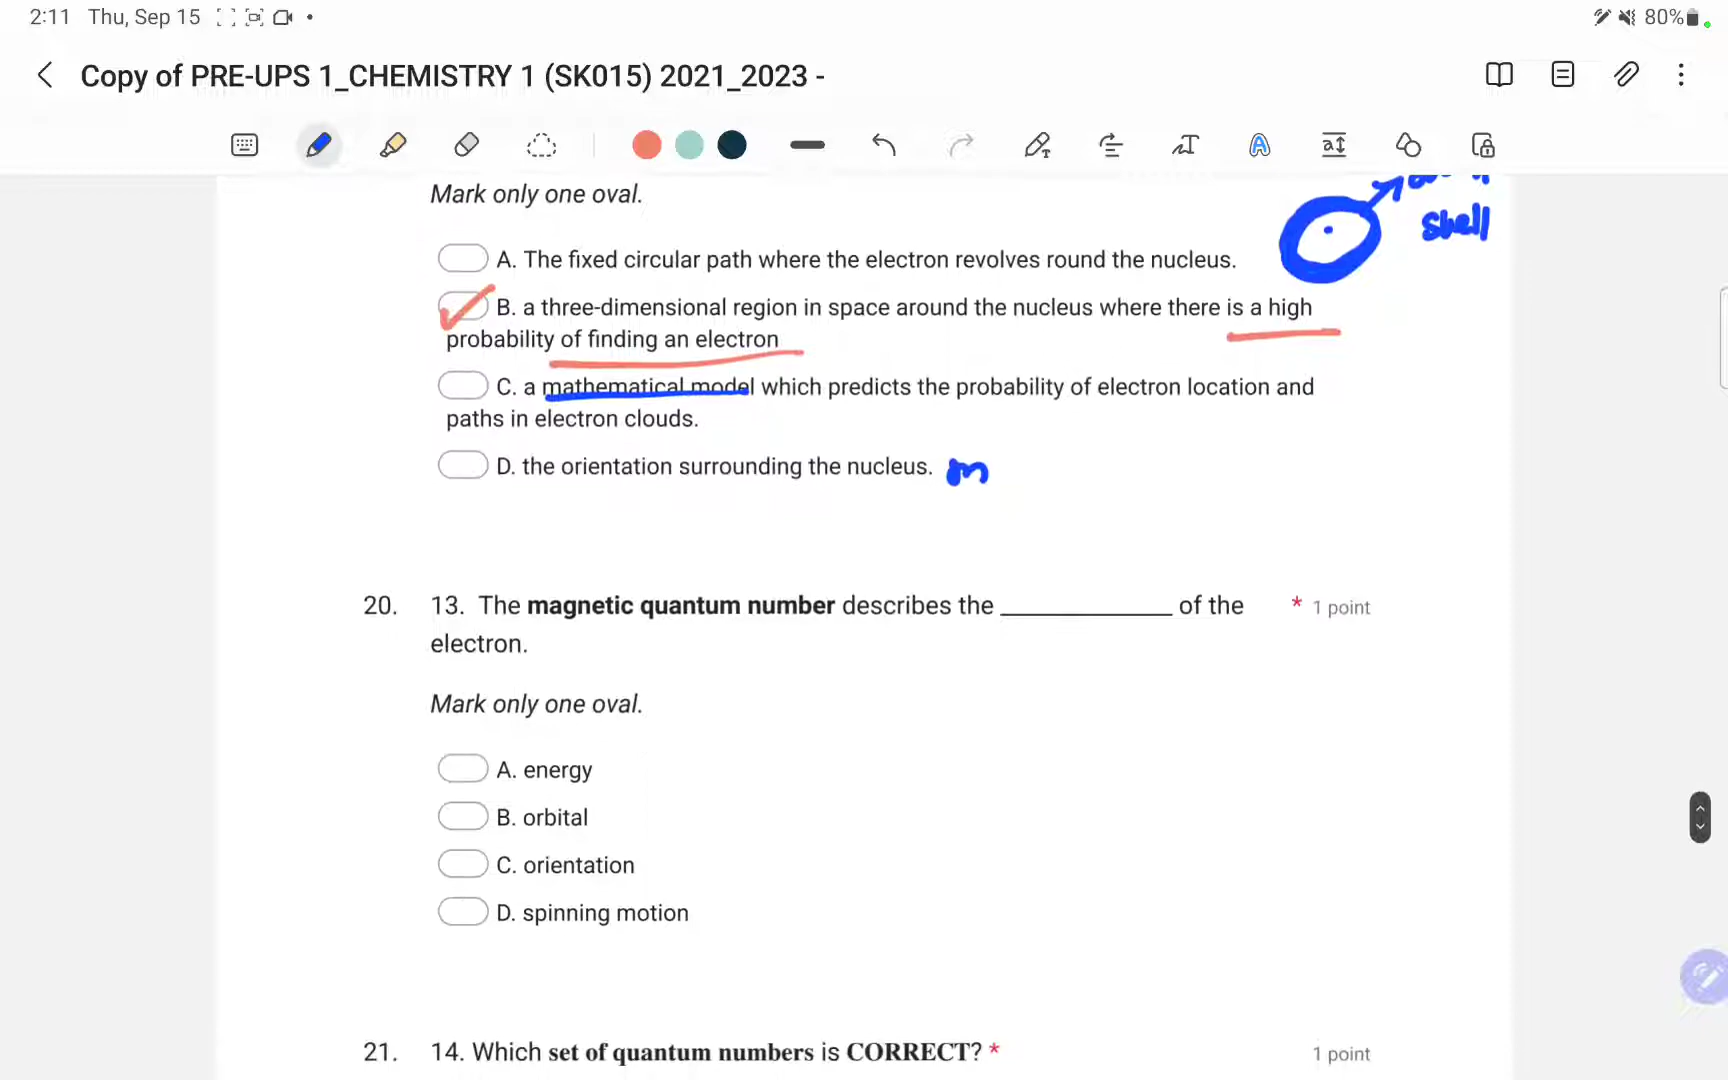 2:11 Thu, Sep 15 80%
Copy of PRE-UPS 1_CHEMISTRY 1 (SK015) 2021_2023 -
Mark only one oval.
shell
A. The fixed circular path where the electron revolves round the nucleus.
B. a three-dimensional region in space around the nucleus where there is a high
probability of finding an electron
C. a mathematical model which predicts the probability of electron location and
paths in electron clouds.
D. the orientation surrounding the nucleus. m
20. 13. The magnetic quantum number describes the ______________ of the * 1 point
electron.
Mark only one oval.
A. energy
B. orbital
C. orientation
D. spinning motion
21. 14. Which set of quantum numbers is CORRECT? * 1 point